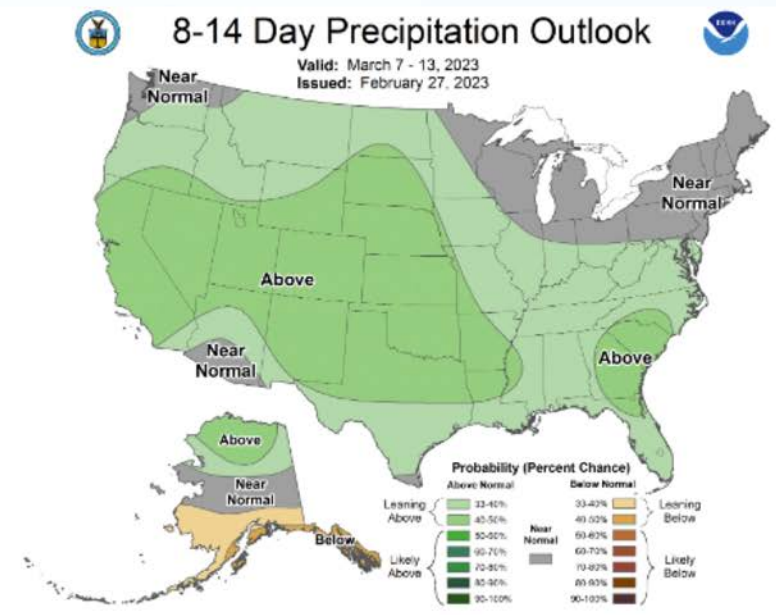 8-14 Day Precipitation Outlook
Valid: March 7 - 13, 2023
Issued: February 27, 2023
Near
Normal
Near
Normal
Above
Near
Normal
Above
Above
Near
Normal
Below
Probability (Percent Chance)
Above Normal
Below Normal
Leaning
Above
33-40%
40-50%
Likely
Above
50-60%
60-70%
70-80%
80-90%
90-100%
Near
Normal
33-40%
40-50%
Leaning
Below
50-60%
60-70%
70-80%
80-90%
90-100%
Likely
Below